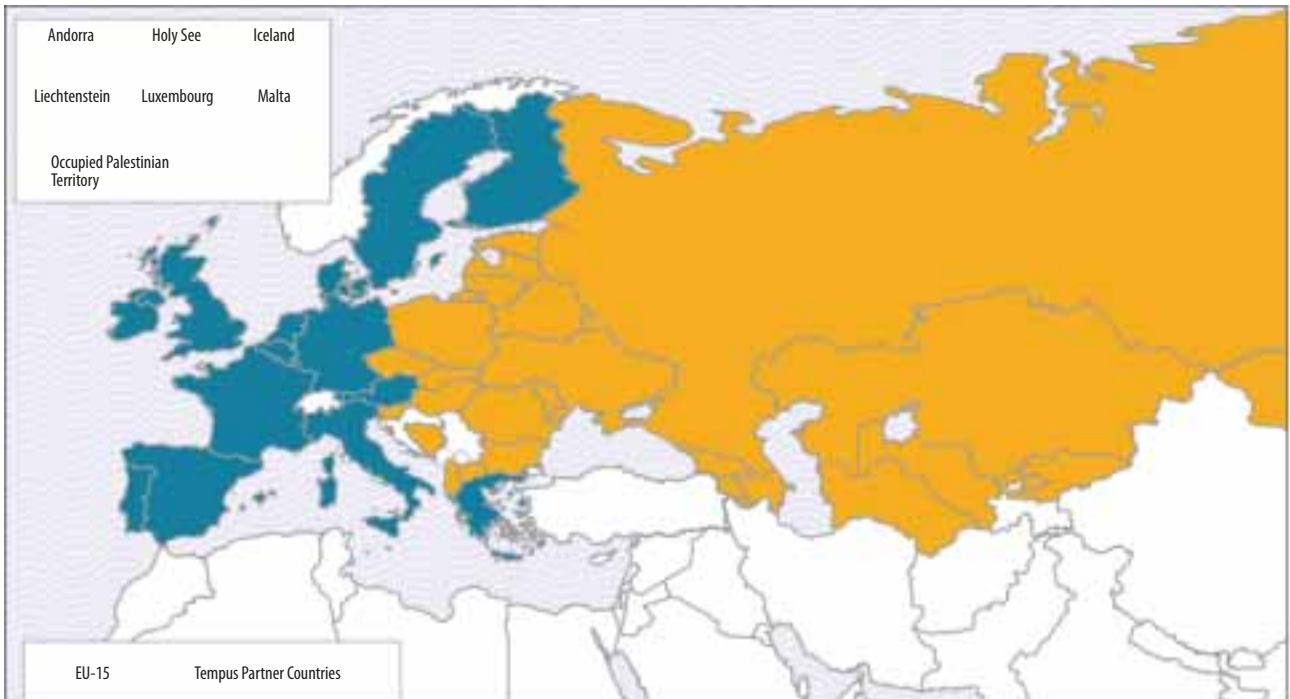 Andorra Holy See Iceland
Liechtenstein Luxembourg Malta
Occupied Palestinian
Territory
EU-15 Tempus Partner Countries